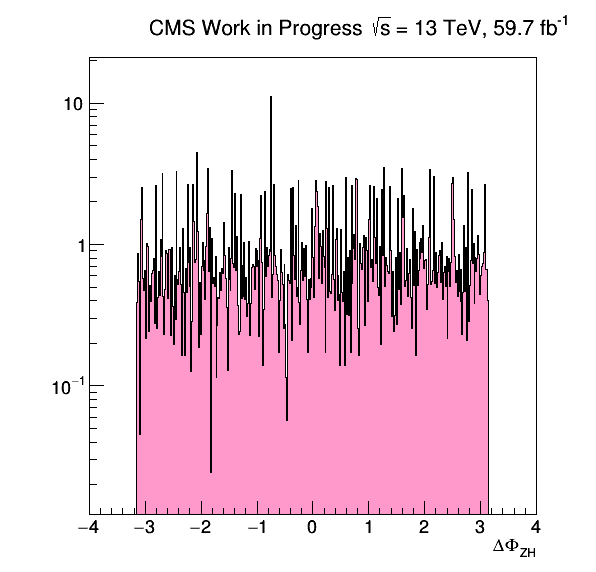 CMS Work in Progress √s = 13 TeV, 59.7 fb⁻¹
10
1
10⁻¹
−4 −3 −2 −1 0 1 2 3 4
ΔΦ_ZH